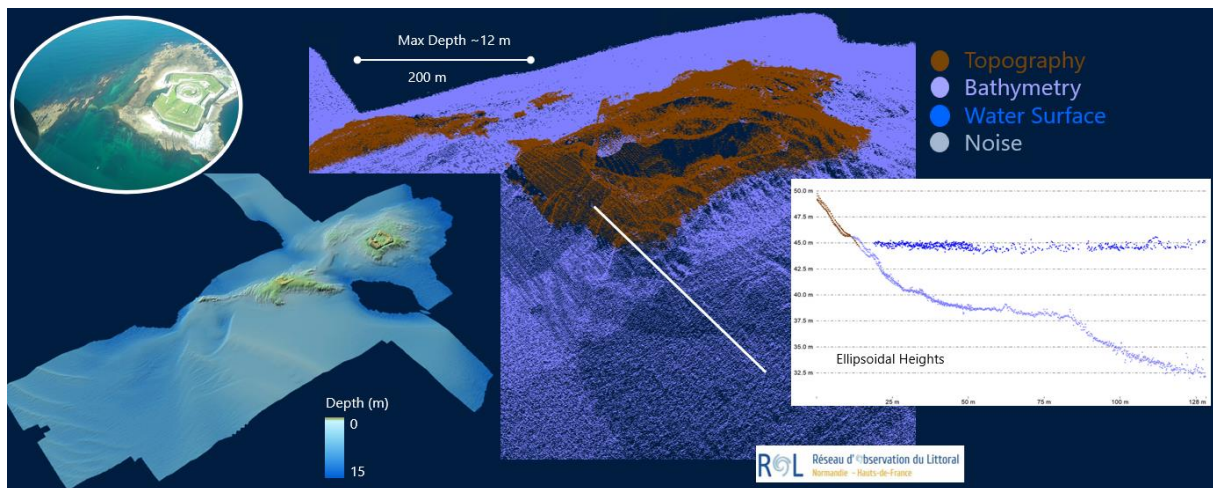 Max Depth ~12 m
200 m
Topography
Bathymetry
Water Surface
Noise
50.0 m
47.5 m
45.0 m
42.5 m
40.0 m
37.5 m
35.0 m
32.5 m
Ellipsoidal Heights
25 m
50 m
75 m
100 m
128 m
Depth (m)
0
15
ROL
Réseau d'Observation du Littoral
Normandie - Hauts-de-France